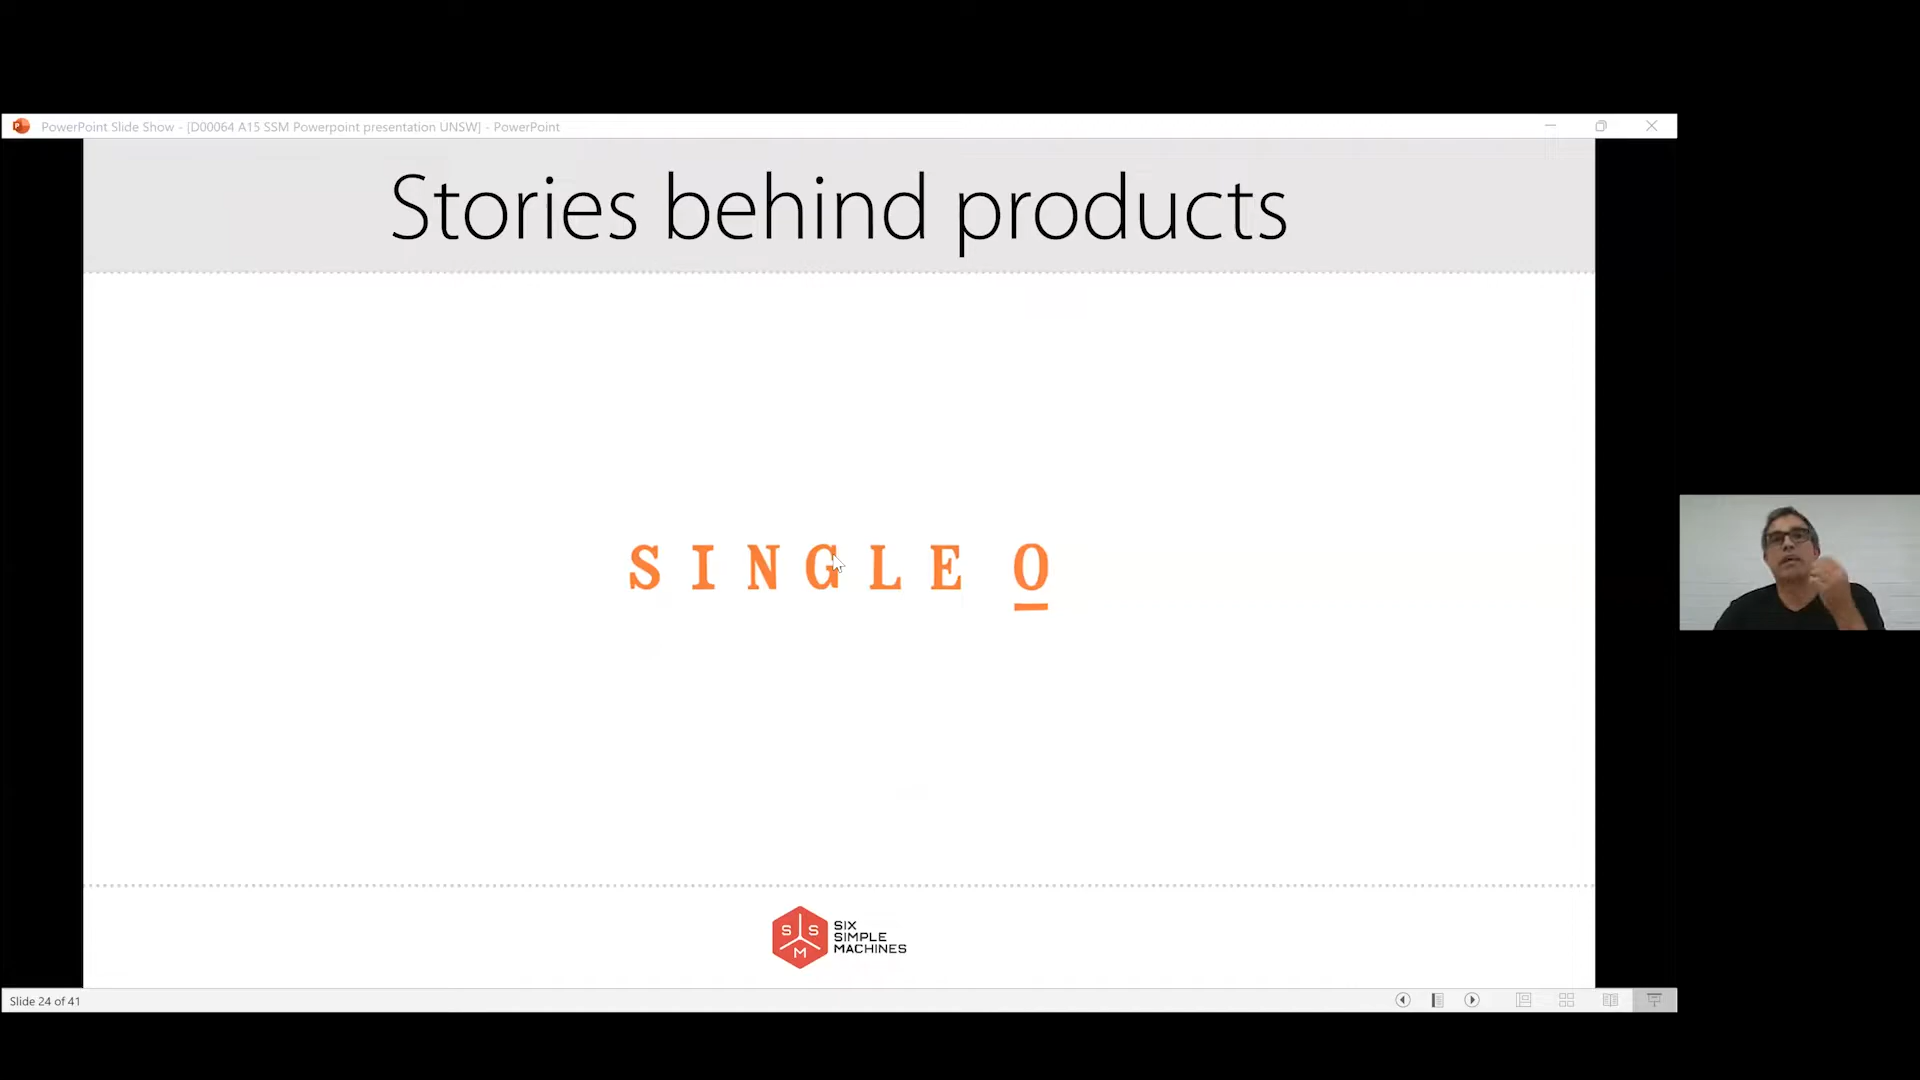 PowerPoint Slide Show - [D00064 A15 SSM Powerpoint presentation UNSW] - PowerPoint
Stories behind products
SINGLE O
S S M
SIX
SIMPLE
MACHINES
Slide 24 of 41